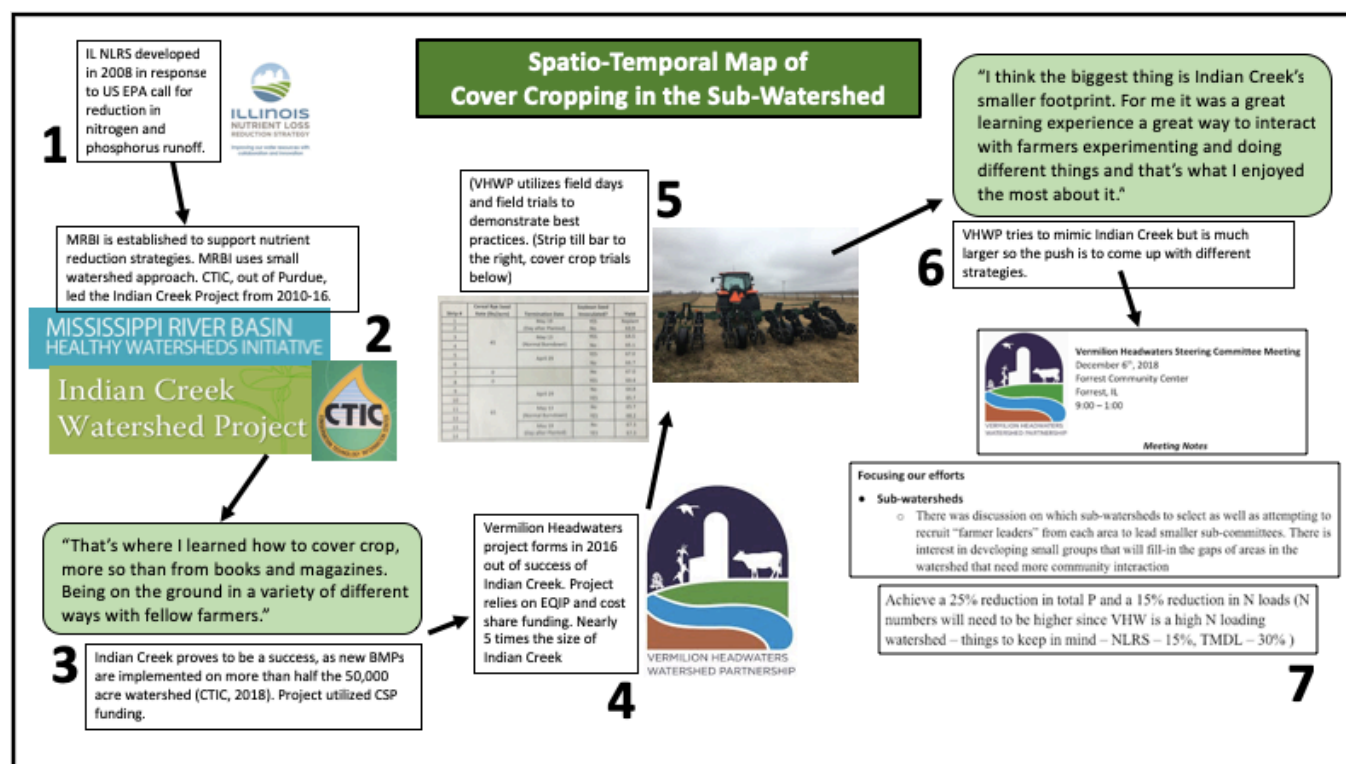 Spatio-Temporal Map of
Cover Cropping in the Sub-Watershed
IL NLRS developed
in 2008 in response
to US EPA call for
reduction in
nitrogen and
phosphorus runoff.
ILLINOIS
NUTRIENT LOSS
REDUCTION STRATEGY
Improving our water resources with
collaboration and innovation
1
MRBI is established to support nutrient
reduction strategies. MRBI uses small
watershed approach. CTIC, out of Purdue,
led the Indian Creek Project from 2010-16.
MISSISSIPPI RIVER BASIN
HEALTHY WATERSHEDS INITIATIVE
2
Indian Creek
Watershed Project
CTIC
"That's where I learned how to cover crop,
more so than from books and magazines.
Being on the ground in a variety of different
ways with fellow farmers."
3
Indian Creek proves to be a success, as new BMPs
are implemented on more than half the 50,000
acre watershed (CTIC, 2018). Project utilized CSP
funding.
Vermilion Headwaters
project forms in 2016
out of success of
Indian Creek. Project
relies on EQIP and cost
share funding. Nearly
5 times the size of
Indian Creek
VERMILION HEADWATERS
WATERSHED PARTNERSHIP
4
(VHWP utilizes field days
and field trials to
demonstrate best
practices. (Strip till bar to
the right, cover crop trials
below)
5
Strip # Cereal Rye Seed Rate (lbs/acre) Termination Date Yield
"I think the biggest thing is Indian Creek's
smaller footprint. For me it was a great
learning experience a great way to interact
with farmers experimenting and doing
different things and that's what I enjoyed
the most about it."
6
VHWP tries to mimic Indian Creek but is much
larger so the push is to come up with different
strategies.
VERMILION HEADWATERS
WATERSHED PARTNERSHIP
Vermilion Headwaters Steering Committee Meeting
December 6th, 2018
Forrest Community Center
Forrest, IL
9:00 – 1:00
Meeting Notes
Focusing our efforts
• Sub-watersheds
○ There was discussion on which sub-watersheds to select as well as attempting to
recruit "farmer leaders" from each area to lead smaller sub-committees. There is
interest in developing small groups that will fill-in the gaps of areas in the
watershed that need more community interaction
Achieve a 25% reduction in total P and a 15% reduction in N loads (N
numbers will need to be higher since VHW is a high N loading
watershed – things to keep in mind – NLRS – 15%, TMDL – 30% )
7